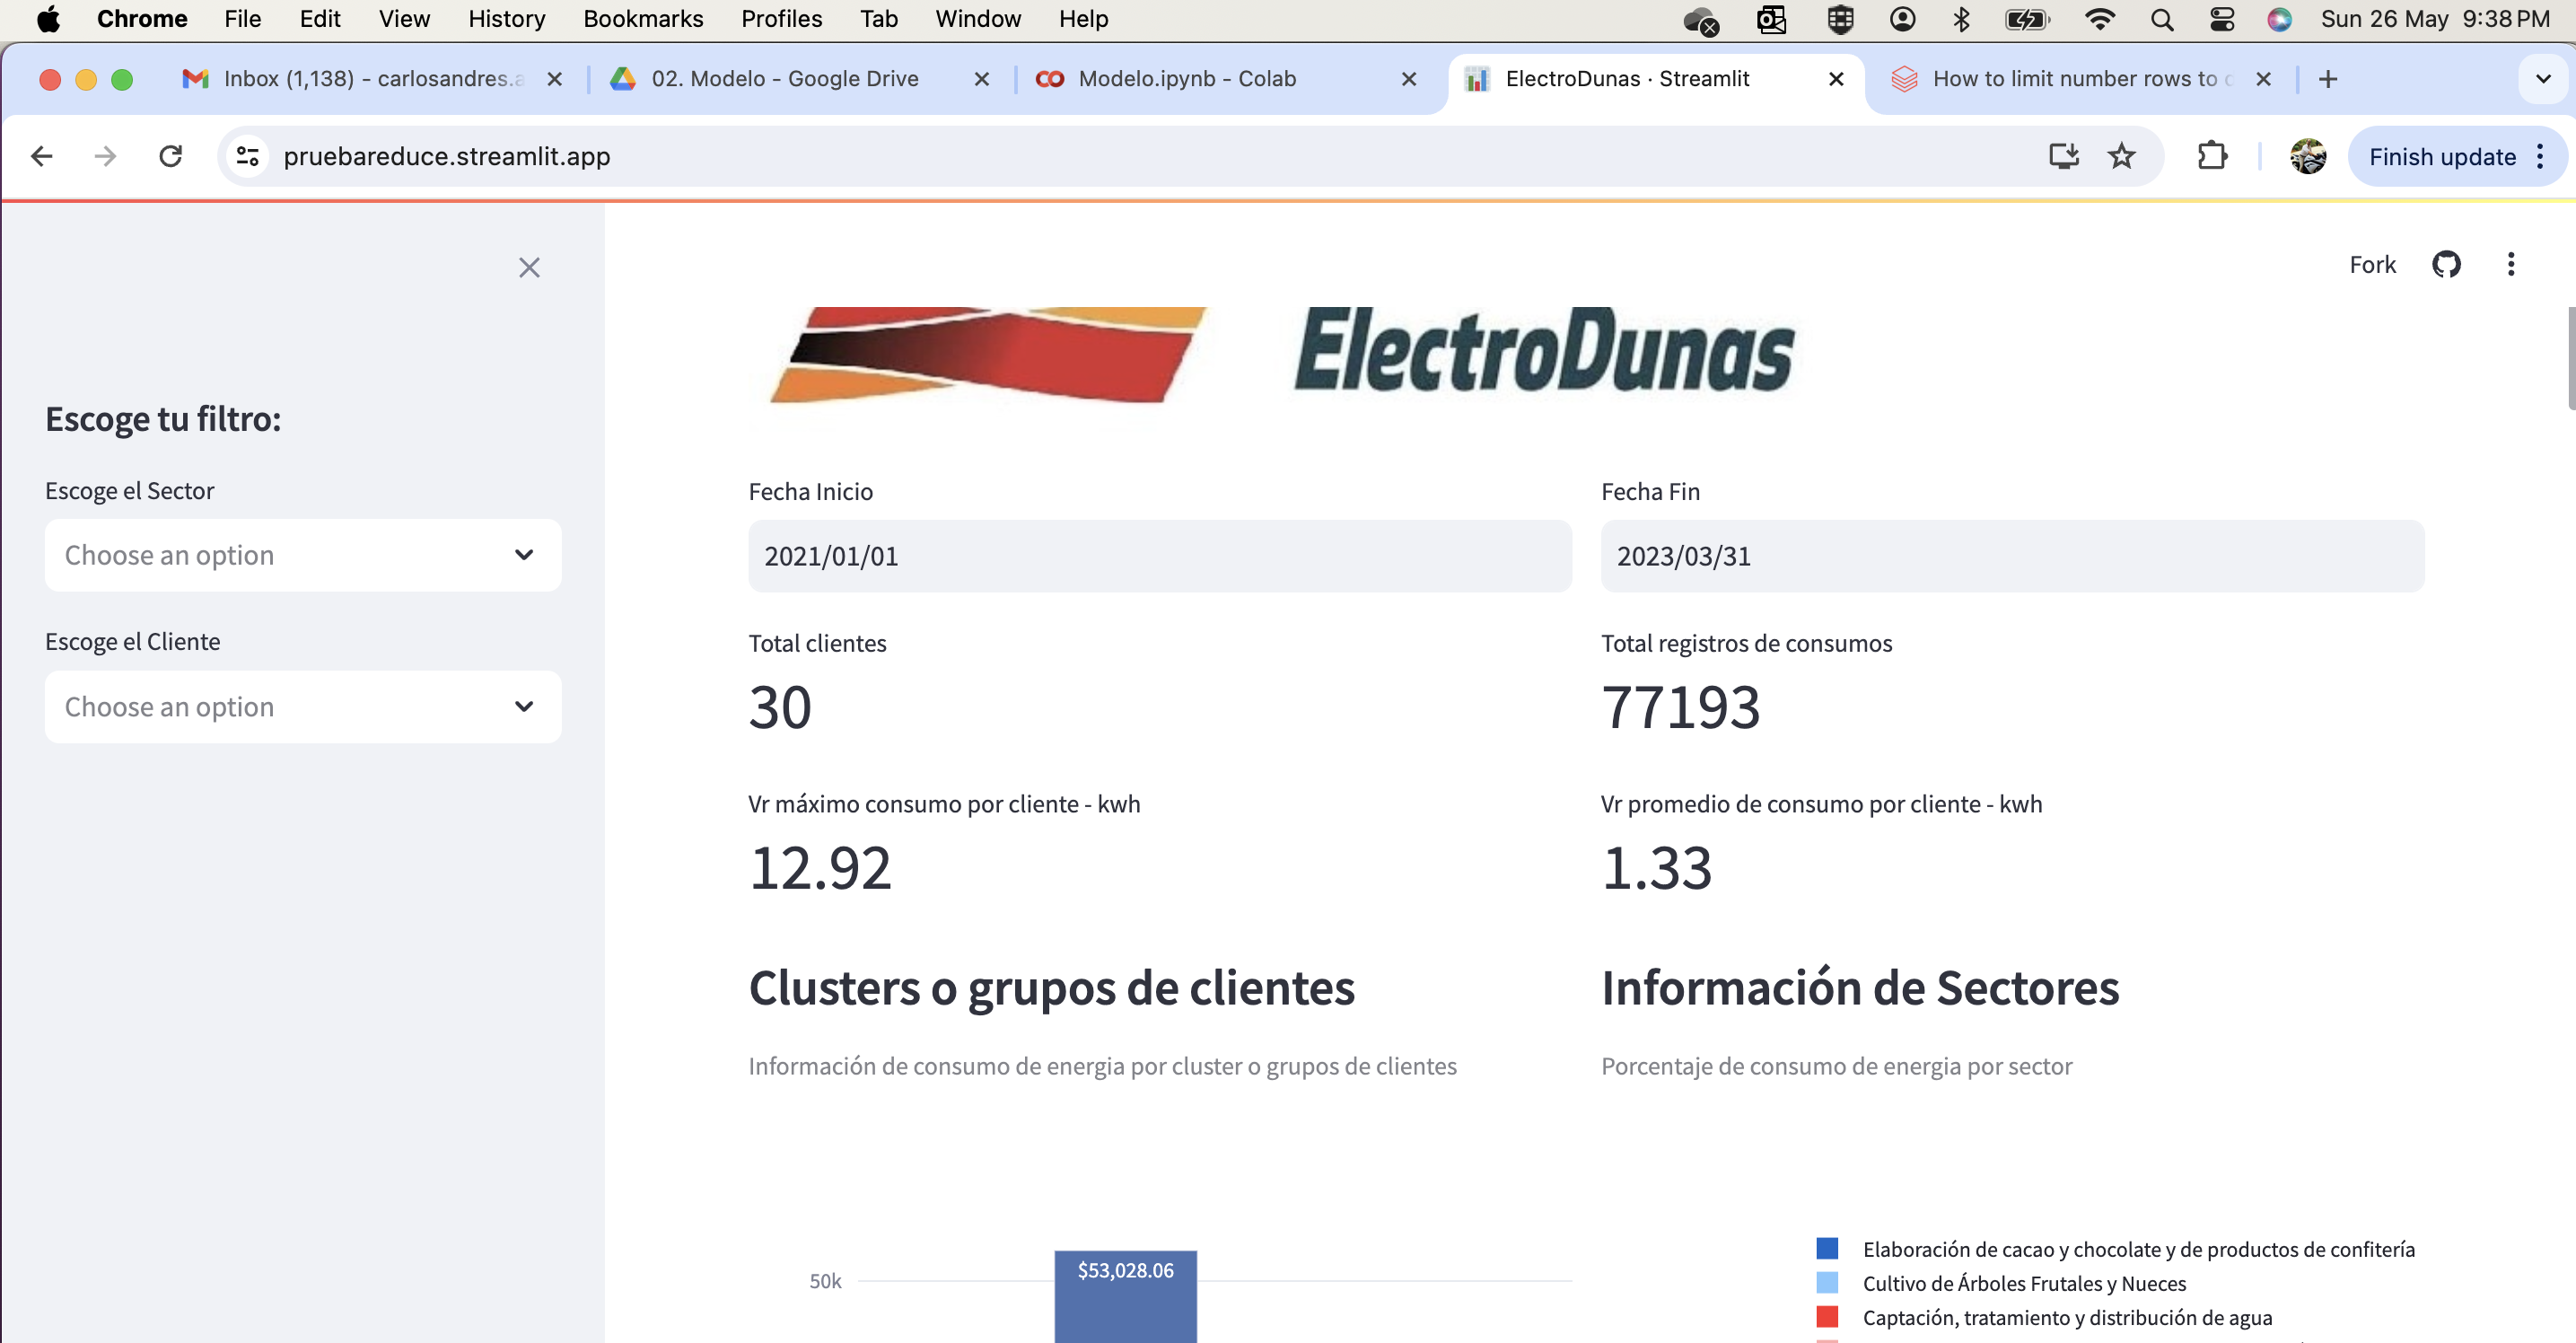 Chrome File Edit View History Bookmarks Profiles Tab Window Help Sun 26 May 9:38 PM
Inbox (1,138) - carlosandres.a 02. Modelo - Google Drive Modelo.ipynb - Colab ElectroDunas · Streamlit How to limit number rows to
pruebareduce.streamlit.app Finish update
Fork
ElectroDunas
Escoge tu filtro:
Escoge el Sector
Choose an option
Escoge el Cliente
Choose an option
Fecha Inicio Fecha Fin
2021/01/01 2023/03/31
Total clientes Total registros de consumos
30 77193
Vr máximo consumo por cliente - kwh Vr promedio de consumo por cliente - kwh
12.92 1.33
Clusters o grupos de clientes Información de Sectores
Información de consumo de energia por cluster o grupos de clientes Porcentaje de consumo de energia por sector
50k $53,028.06
Elaboración de cacao y chocolate y de productos de confitería
Cultivo de Árboles Frutales y Nueces
Captación, tratamiento y distribución de agua